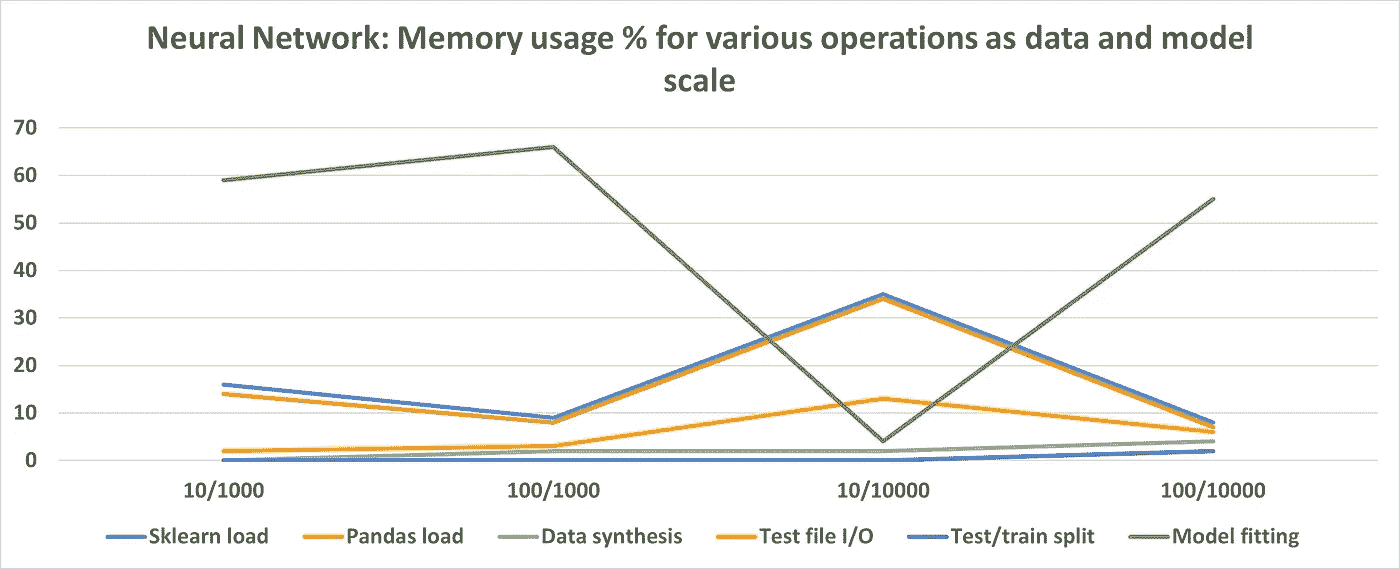 Neural Network: Memory usage % for various operations as data and model
scale
70
60
50
40
30
20
10
0
10/1000 100/1000 10/10000 100/10000
Sklearn load Pandas load Data synthesis Test file I/O Test/train split Model fitting